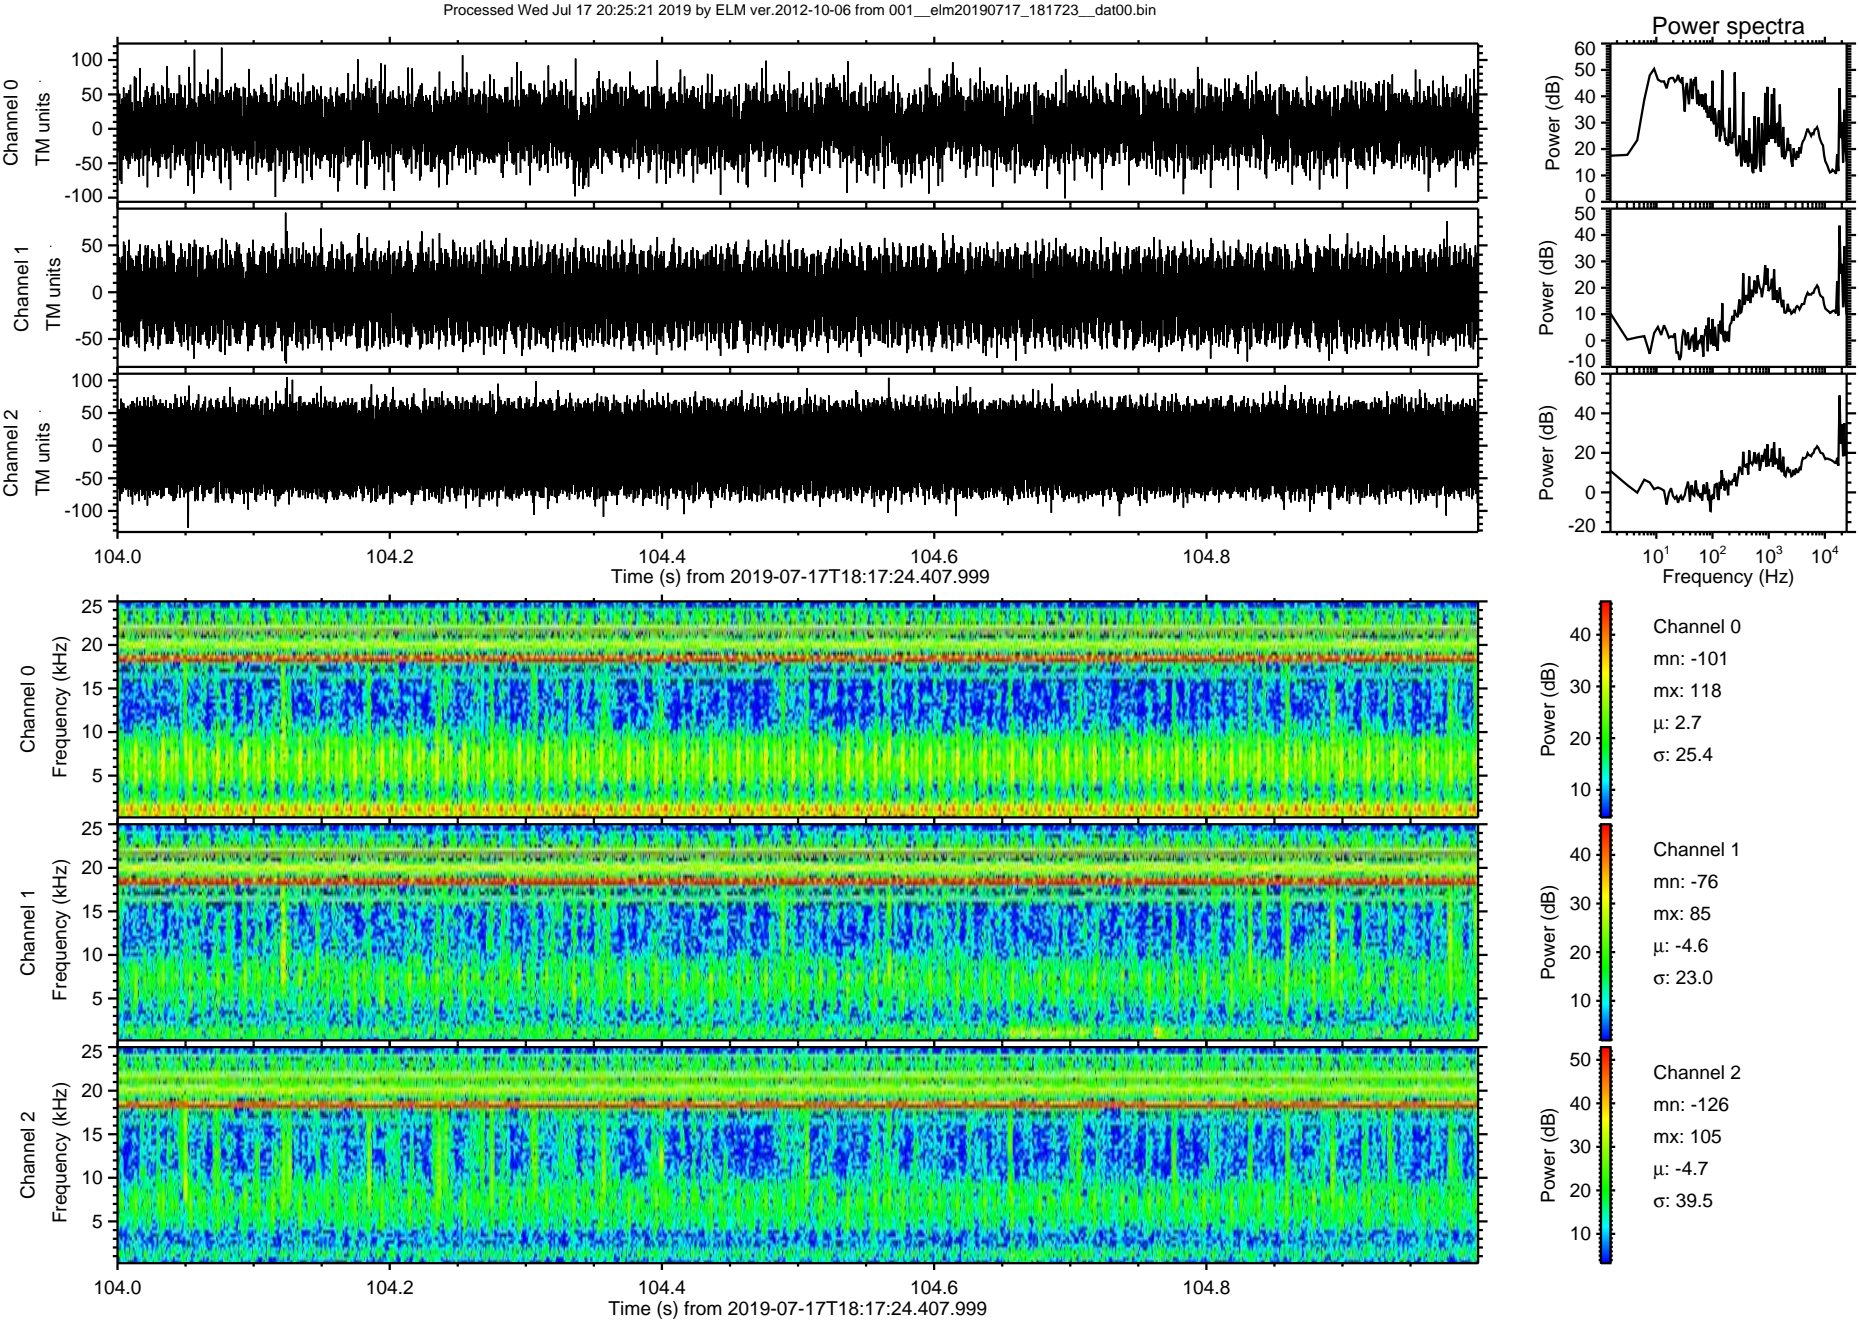 Processed Wed Jul 17 20:25:21 2019 by ELM ver.2012-10-06 from 001__elm20190717_181723__dat00.bin
Power spectra
Channel 0
TM units
100
50
0
-50
-100
Power (dB)
60
50
40
30
20
10
0
Channel 1
TM units
50
0
-50
Power (dB)
50
40
30
20
10
0
-10
Channel 2
TM units
100
50
0
-50
-100
Power (dB)
60
40
20
0
-20
104.0 104.2 104.4 104.6 104.8
Time (s) from 2019-07-17T18:17:24.407.999
10¹ 10² 10³ 10⁴
Frequency (Hz)
Channel 0
Frequency (kHz)
25
20
15
10
5
Power (dB)
40
30
20
10
Channel 0
mn: -101
mx: 118
μ: 2.7
σ: 25.4
Channel 1
Frequency (kHz)
25
20
15
10
5
Power (dB)
40
30
20
10
Channel 1
mn: -76
mx: 85
μ: -4.6
σ: 23.0
Channel 2
Frequency (kHz)
25
20
15
10
5
Power (dB)
50
40
30
20
10
Channel 2
mn: -126
mx: 105
μ: -4.7
σ: 39.5
104.0 104.2 104.4 104.6 104.8
Time (s) from 2019-07-17T18:17:24.407.999